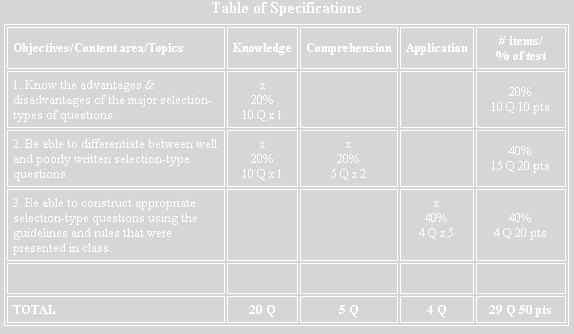 Table of Specifications
Objectives/Content area/Topics Knowledge Comprehension Application # items/
% of test
1. Know the advantages &
disadvantages of the major selection-
types of questions.
x
20%
10 Q x 1
20%
10 Q 10 pts
2. Be able to differentiate between well
and poorly written selection-type
questions
x
20%
10 Q x 1
x
20%
5 Q x 2
40%
15 Q 20 pts
3. Be able to construct appropriate
selection-type questions using the
guidelines and rules that were
presented in class.
x
40%
4 Q x 5
40%
4 Q 20 pts
TOTAL 20 Q 5 Q 4 Q 29 Q 50 pts